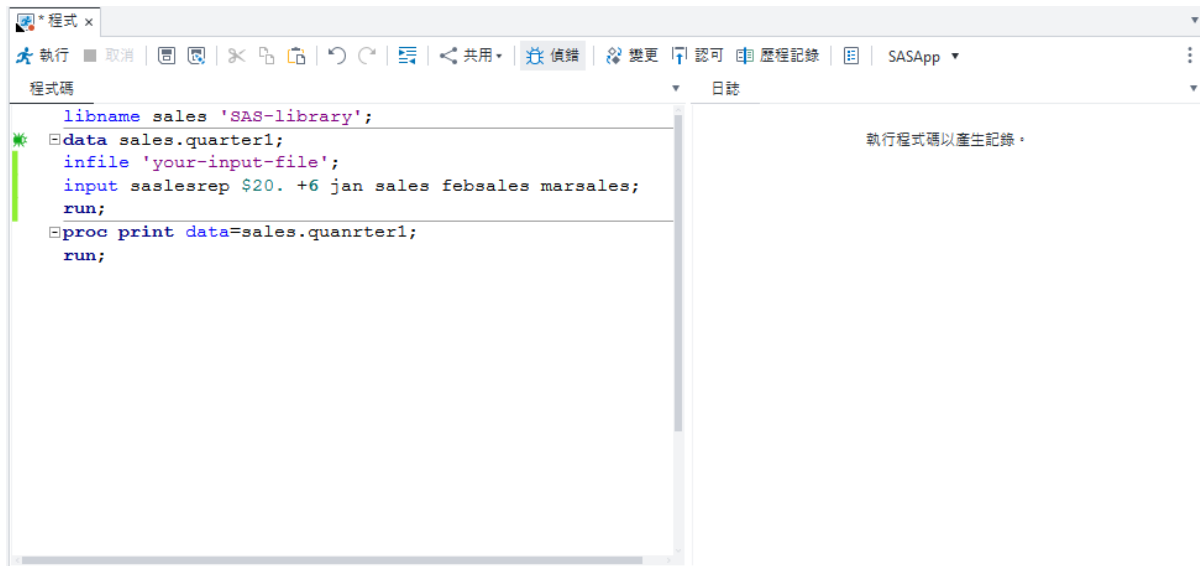 * 程式 ×
執行 取消 共用 偵錯 變更 認可 歷程記錄 SASApp
程式碼 日誌
libname sales 'SAS-library';
data sales.quarter1;
infile 'your-input-file';
input saslesrep $20. +6 jan sales febsales marsales;
run;
proc print data=sales.quanrter1;
run;
執行程式碼以產生記錄。